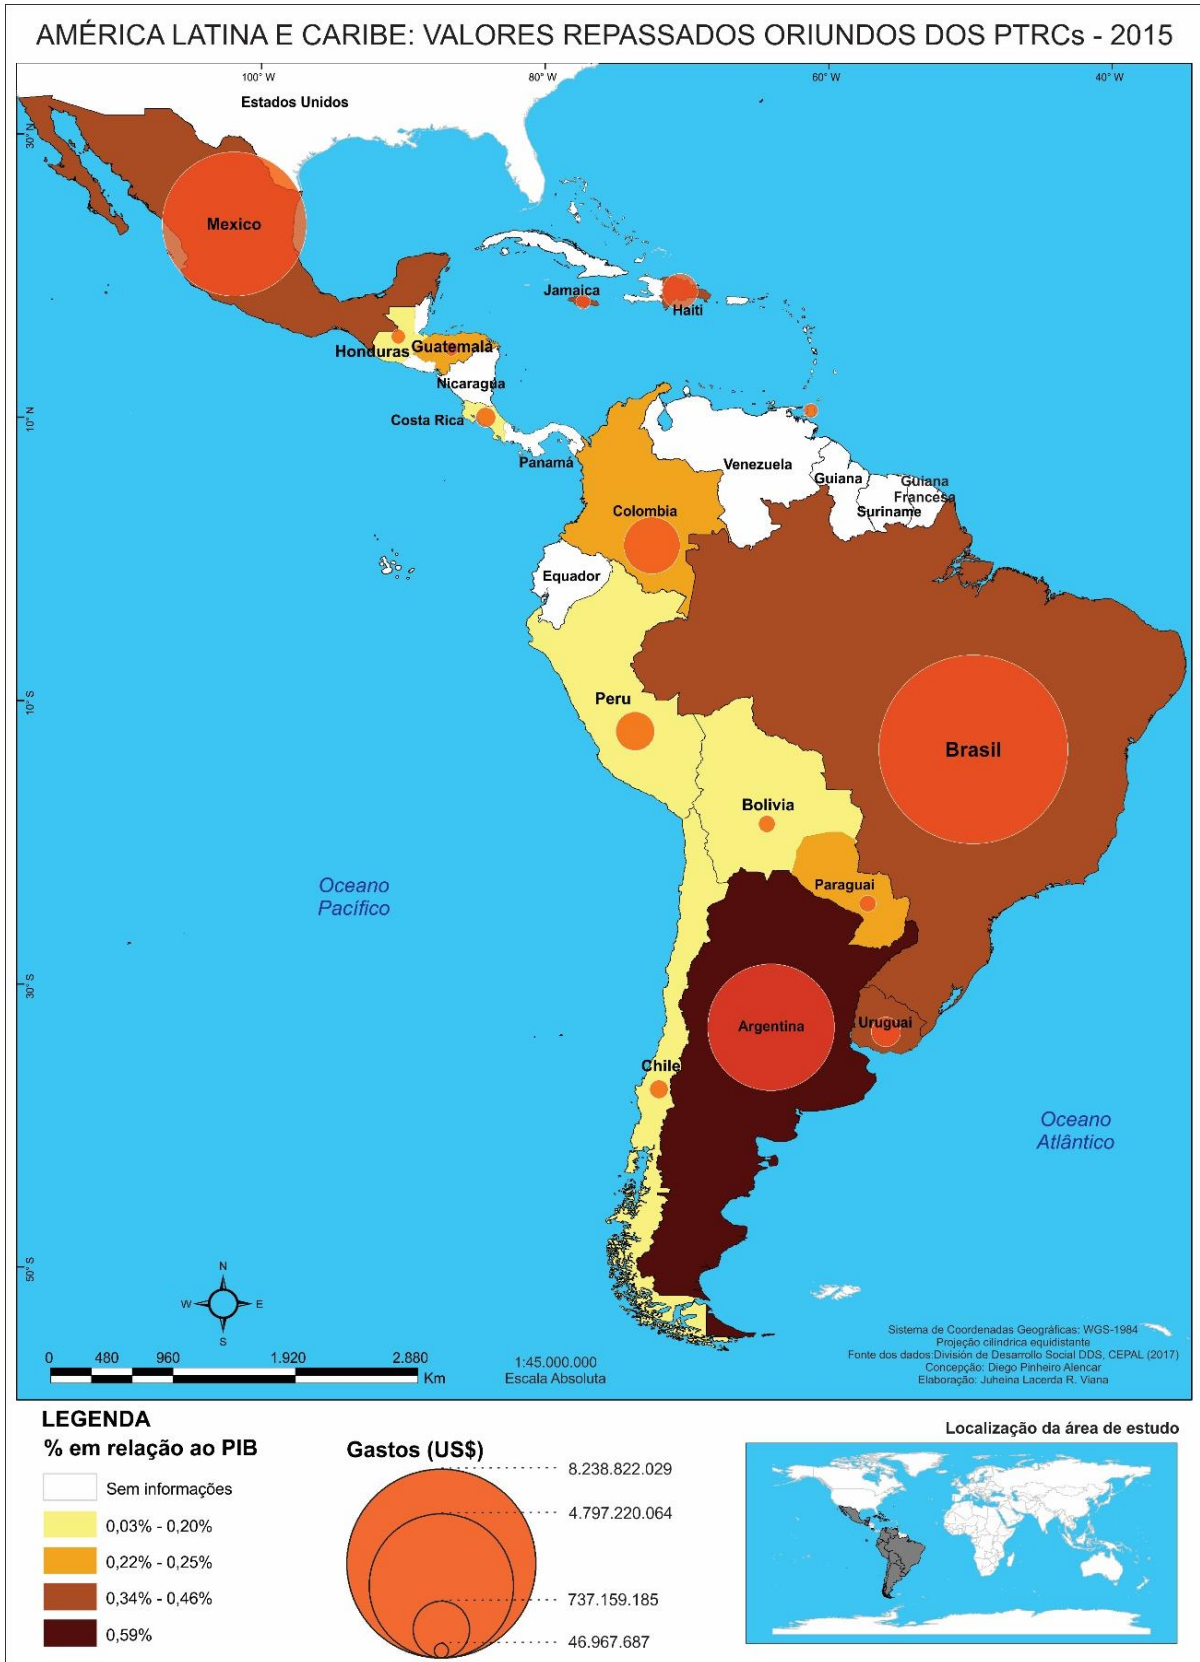 AMÉRICA LATINA E CARIBE: VALORES REPASSADOS ORIUNDOS DOS PTRCs - 2015
100° W
80° W
60° W
40° W
Estados Unidos
30° N
Mexico
Jamaica
Haiti
Honduras
Guatemala
Nicarágua
10° N
Costa Rica
Panamá
Venezuela
Guiana
Guiana
Francesa
Suriname
Colombia
Equador
10° S
Peru
Brasil
Bolivia
Paraguai
Oceano
Pacífico
30° S
Argentina
Uruguai
Chile
Oceano
Atlântico
50° S
N
W
E
S
0 480 960 1.920 2.880
Km
1:45.000.000
Escala Absoluta
Sistema de Coordenadas Geográficas: WGS-1984
Projeção cilíndrica equidistante
Fonte dos dados:División de Desarrollo Social DDS, CEPAL (2017)
Concepção: Diego Pinheiro Alencar
Elaboração: Juheina Lacerda R. Viana
LEGENDA
% em relação ao PIB
Sem informações
0,03% - 0,20%
0,22% - 0,25%
0,34% - 0,46%
0,59%
Gastos (US$)
8.238.822.029
4.797.220.064
737.159.185
46.967.687
Localização da área de estudo